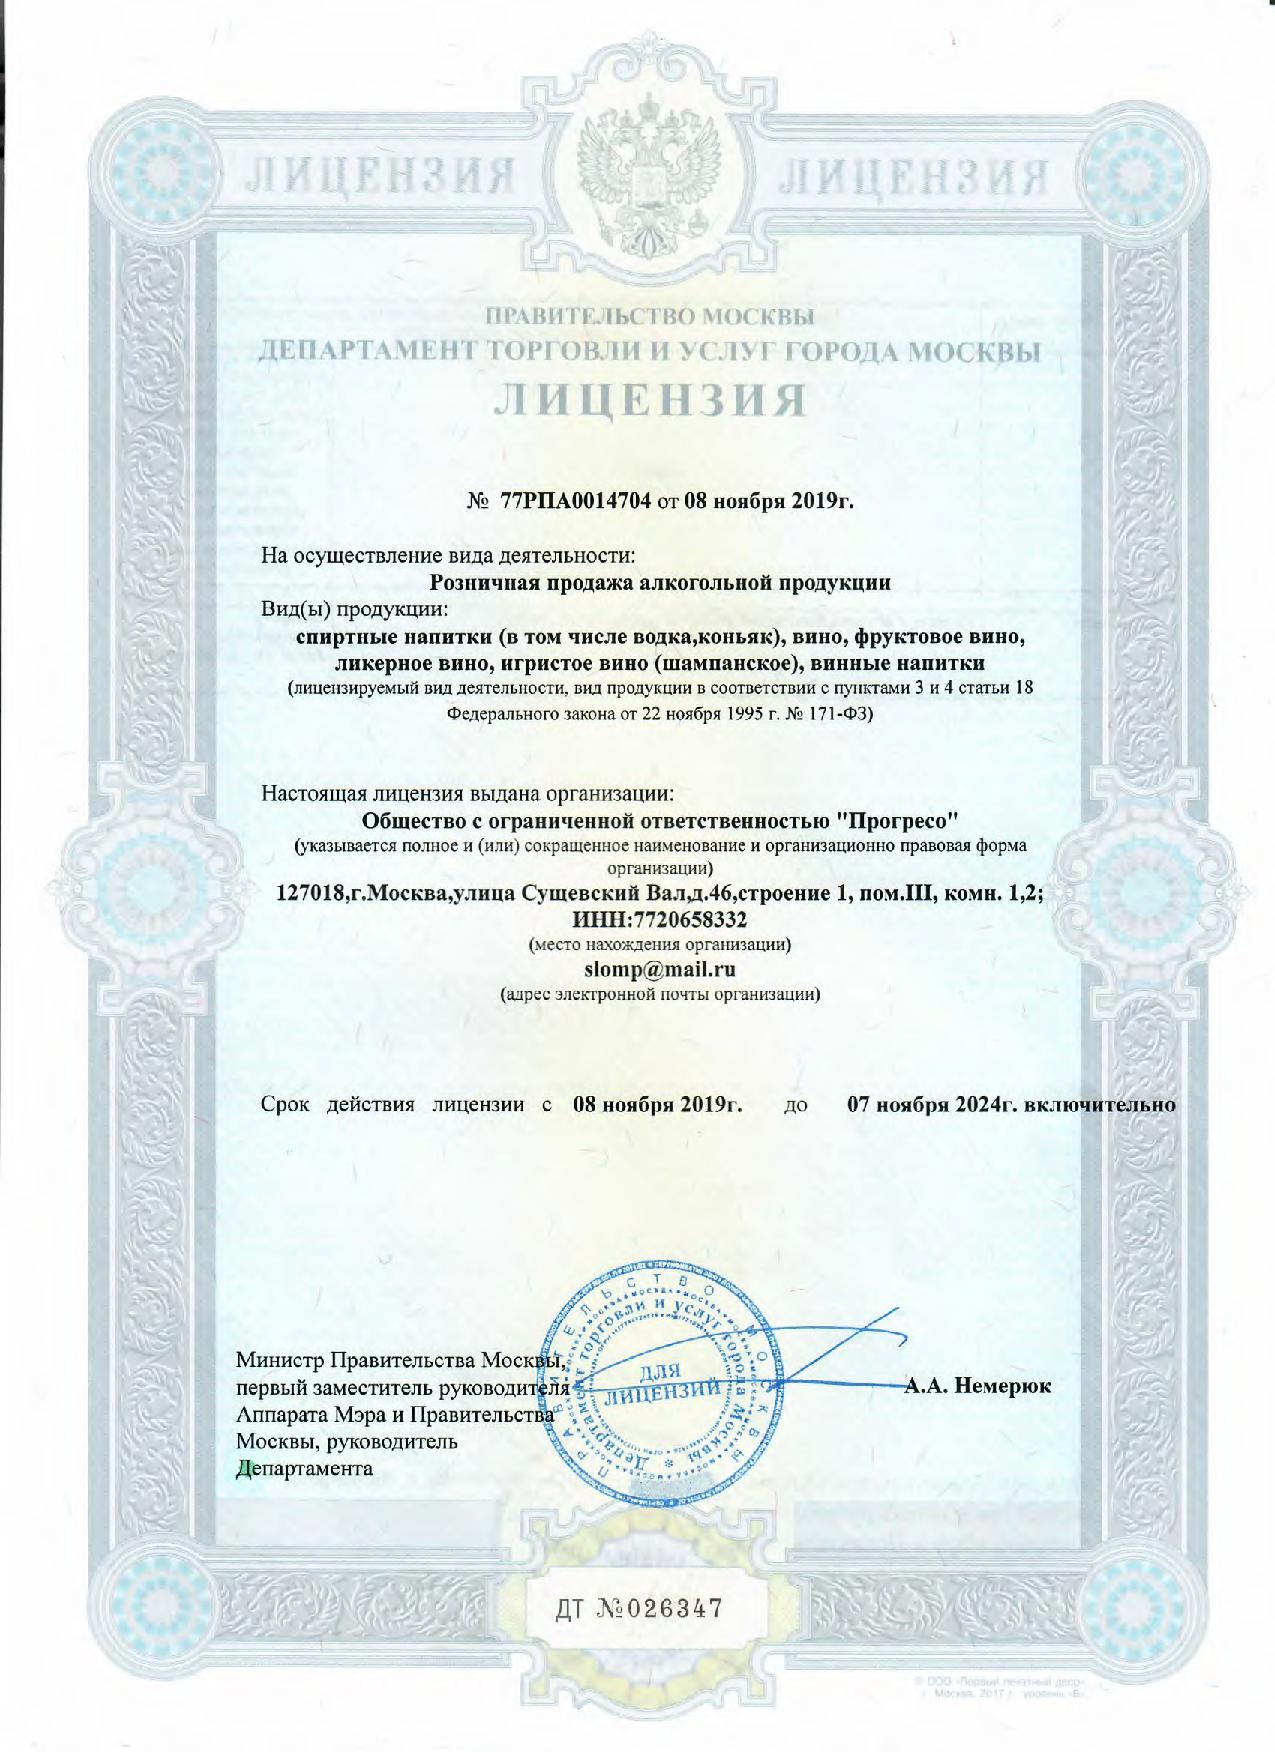 ЛИЦЕНЗИЯ ЛИЦЕНЗИЯ
ПРАВИТЕЛЬСТВО МОСКВЫ
ДЕПАРТАМЕНТ ТОРГОВЛИ И УСЛУГ ГОРОДА МОСКВЫ
ЛИЦЕНЗИЯ
№ 77РПА0014704 от 08 ноября 2019г.
На осуществление вида деятельности:
Розничная продажа алкогольной продукции
Вид(ы) продукции:
спиртные напитки (в том числе водка,коньяк), вино, фруктовое вино,
ликерное вино, игристое вино (шампанское), винные напитки
(лицензируемый вид деятельности, вид продукции в соответствии с пунктами 3 и 4 статьи 18
Федерального закона от 22 ноября 1995 г. № 171-ФЗ)
Настоящая лицензия выдана организации:
Общество с ограниченной ответственностью "Прогресо"
(указывается полное и (или) сокращенное наименование и организационно правовая форма
организации)
127018,г.Москва,улица Сущевский Вал,д.46,строение 1, пом.III, комн. 1,2;
ИНН:7720658332
(место нахождения организации)
slomp@mail.ru
(адрес электронной почты организации)
Срок действия лицензии с 08 ноября 2019г. до 07 ноября 2024г. включительно
ПРАВИТЕЛЬСТВО МОСКВЫ
Департамент торговли и услуг города Москвы
ДЛЯ
ЛИЦЕНЗИЙ
Министр Правительства Москвы,
первый заместитель руководителя
Аппарата Мэра и Правительства
Москвы, руководитель
Департамента
А.А. Немерюк
ДТ №026347
© ООО «Первый печатный двор»,
г. Москва, 2017 г., уровень «Б»